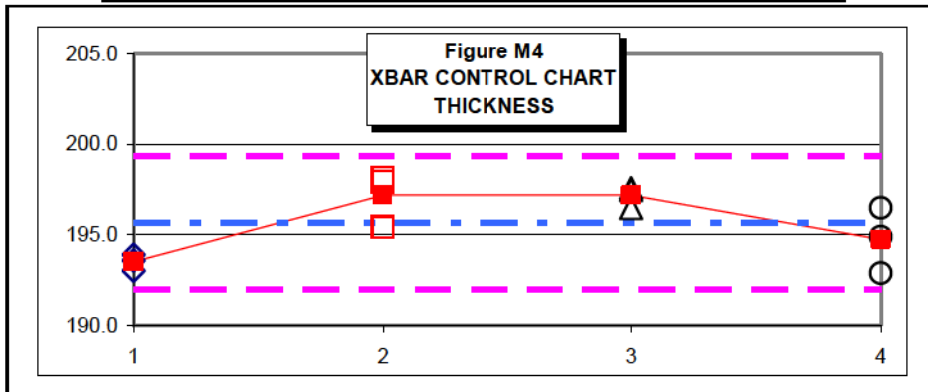 Figure M4
XBAR CONTROL CHART
THICKNESS
205.0
200.0
195.0
190.0
1 2 3 4